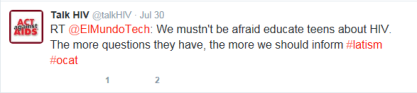 ACT against AIDS
Talk HIV @talkHIV · Jul 30
RT @ElMundoTech: We mustn't be afraid educate teens about HIV.
The more questions they have, the more we should inform #latism
#ocat
1 2